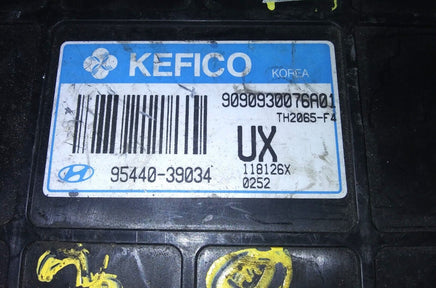 KEFICO KOREA
9090930076A01
TH2065-F4
UX
95440-39034
118126X
0252